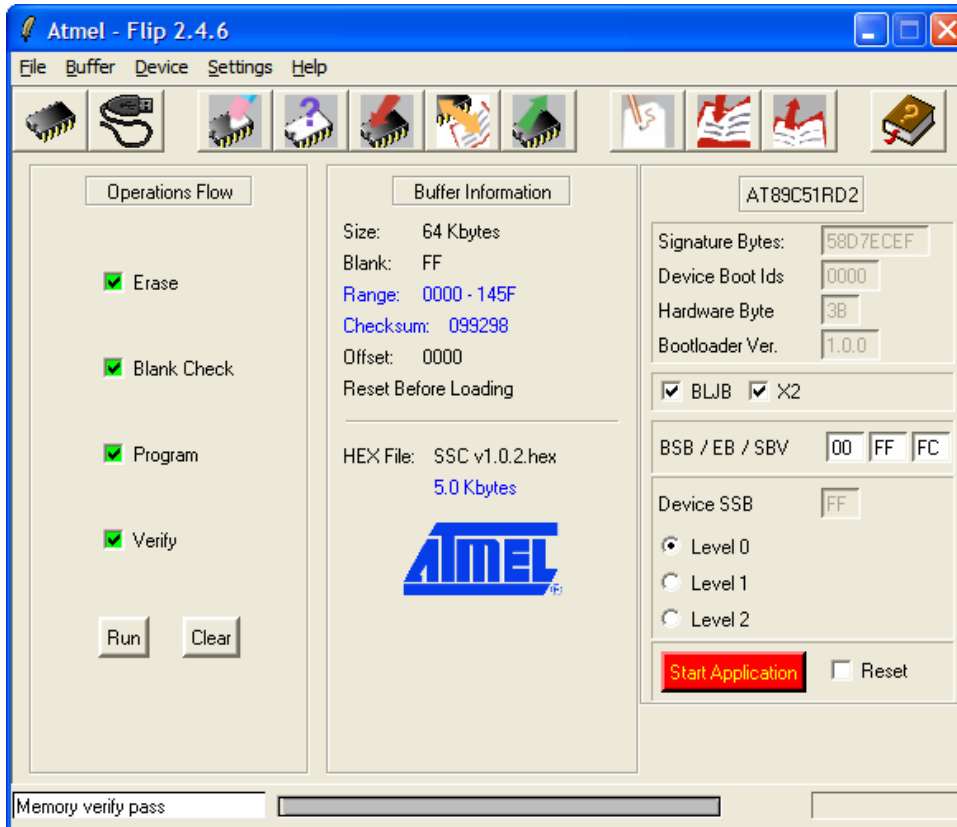 Atmel - Flip 2.4.6
File Buffer Device Settings Help
Operations Flow
Erase
Blank Check
Program
Verify
Run Clear
Buffer Information
Size: 64 Kbytes
Blank: FF
Range: 0000 - 145F
Checksum: 099298
Offset: 0000
Reset Before Loading
HEX File: SSC v1.0.2.hex
5.0 Kbytes
ATMEL ®
AT89C51RD2
Signature Bytes: 58D7ECEF
Device Boot Ids 0000
Hardware Byte 3B
Bootloader Ver. 1.0.0
BLJB X2
BSB / EB / SBV 00 FF FC
Device SSB FF
Level 0
Level 1
Level 2
Start Application Reset
Memory verify pass